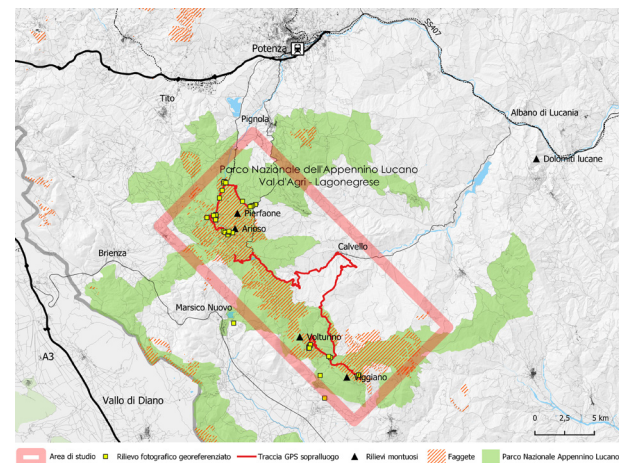 SS407
Potenza
Tito
Albano di Lucania
Pignola
Dolomiti lucane
Parco Nazionale dell'Appennino Lucano
Val d'Agri - Lagonegrese
Pierfaone
Arioso
Calvello
Brienza
Marsico Nuovo
Volturino
A3
Viggiano
Vallo di Diano
0 2,5 5 km
Area di studio Rilievo fotografico georeferenziato Traccia GPS sopralluogo Rilievi montuosi Faggete Parco Nazionale Appennino Lucano